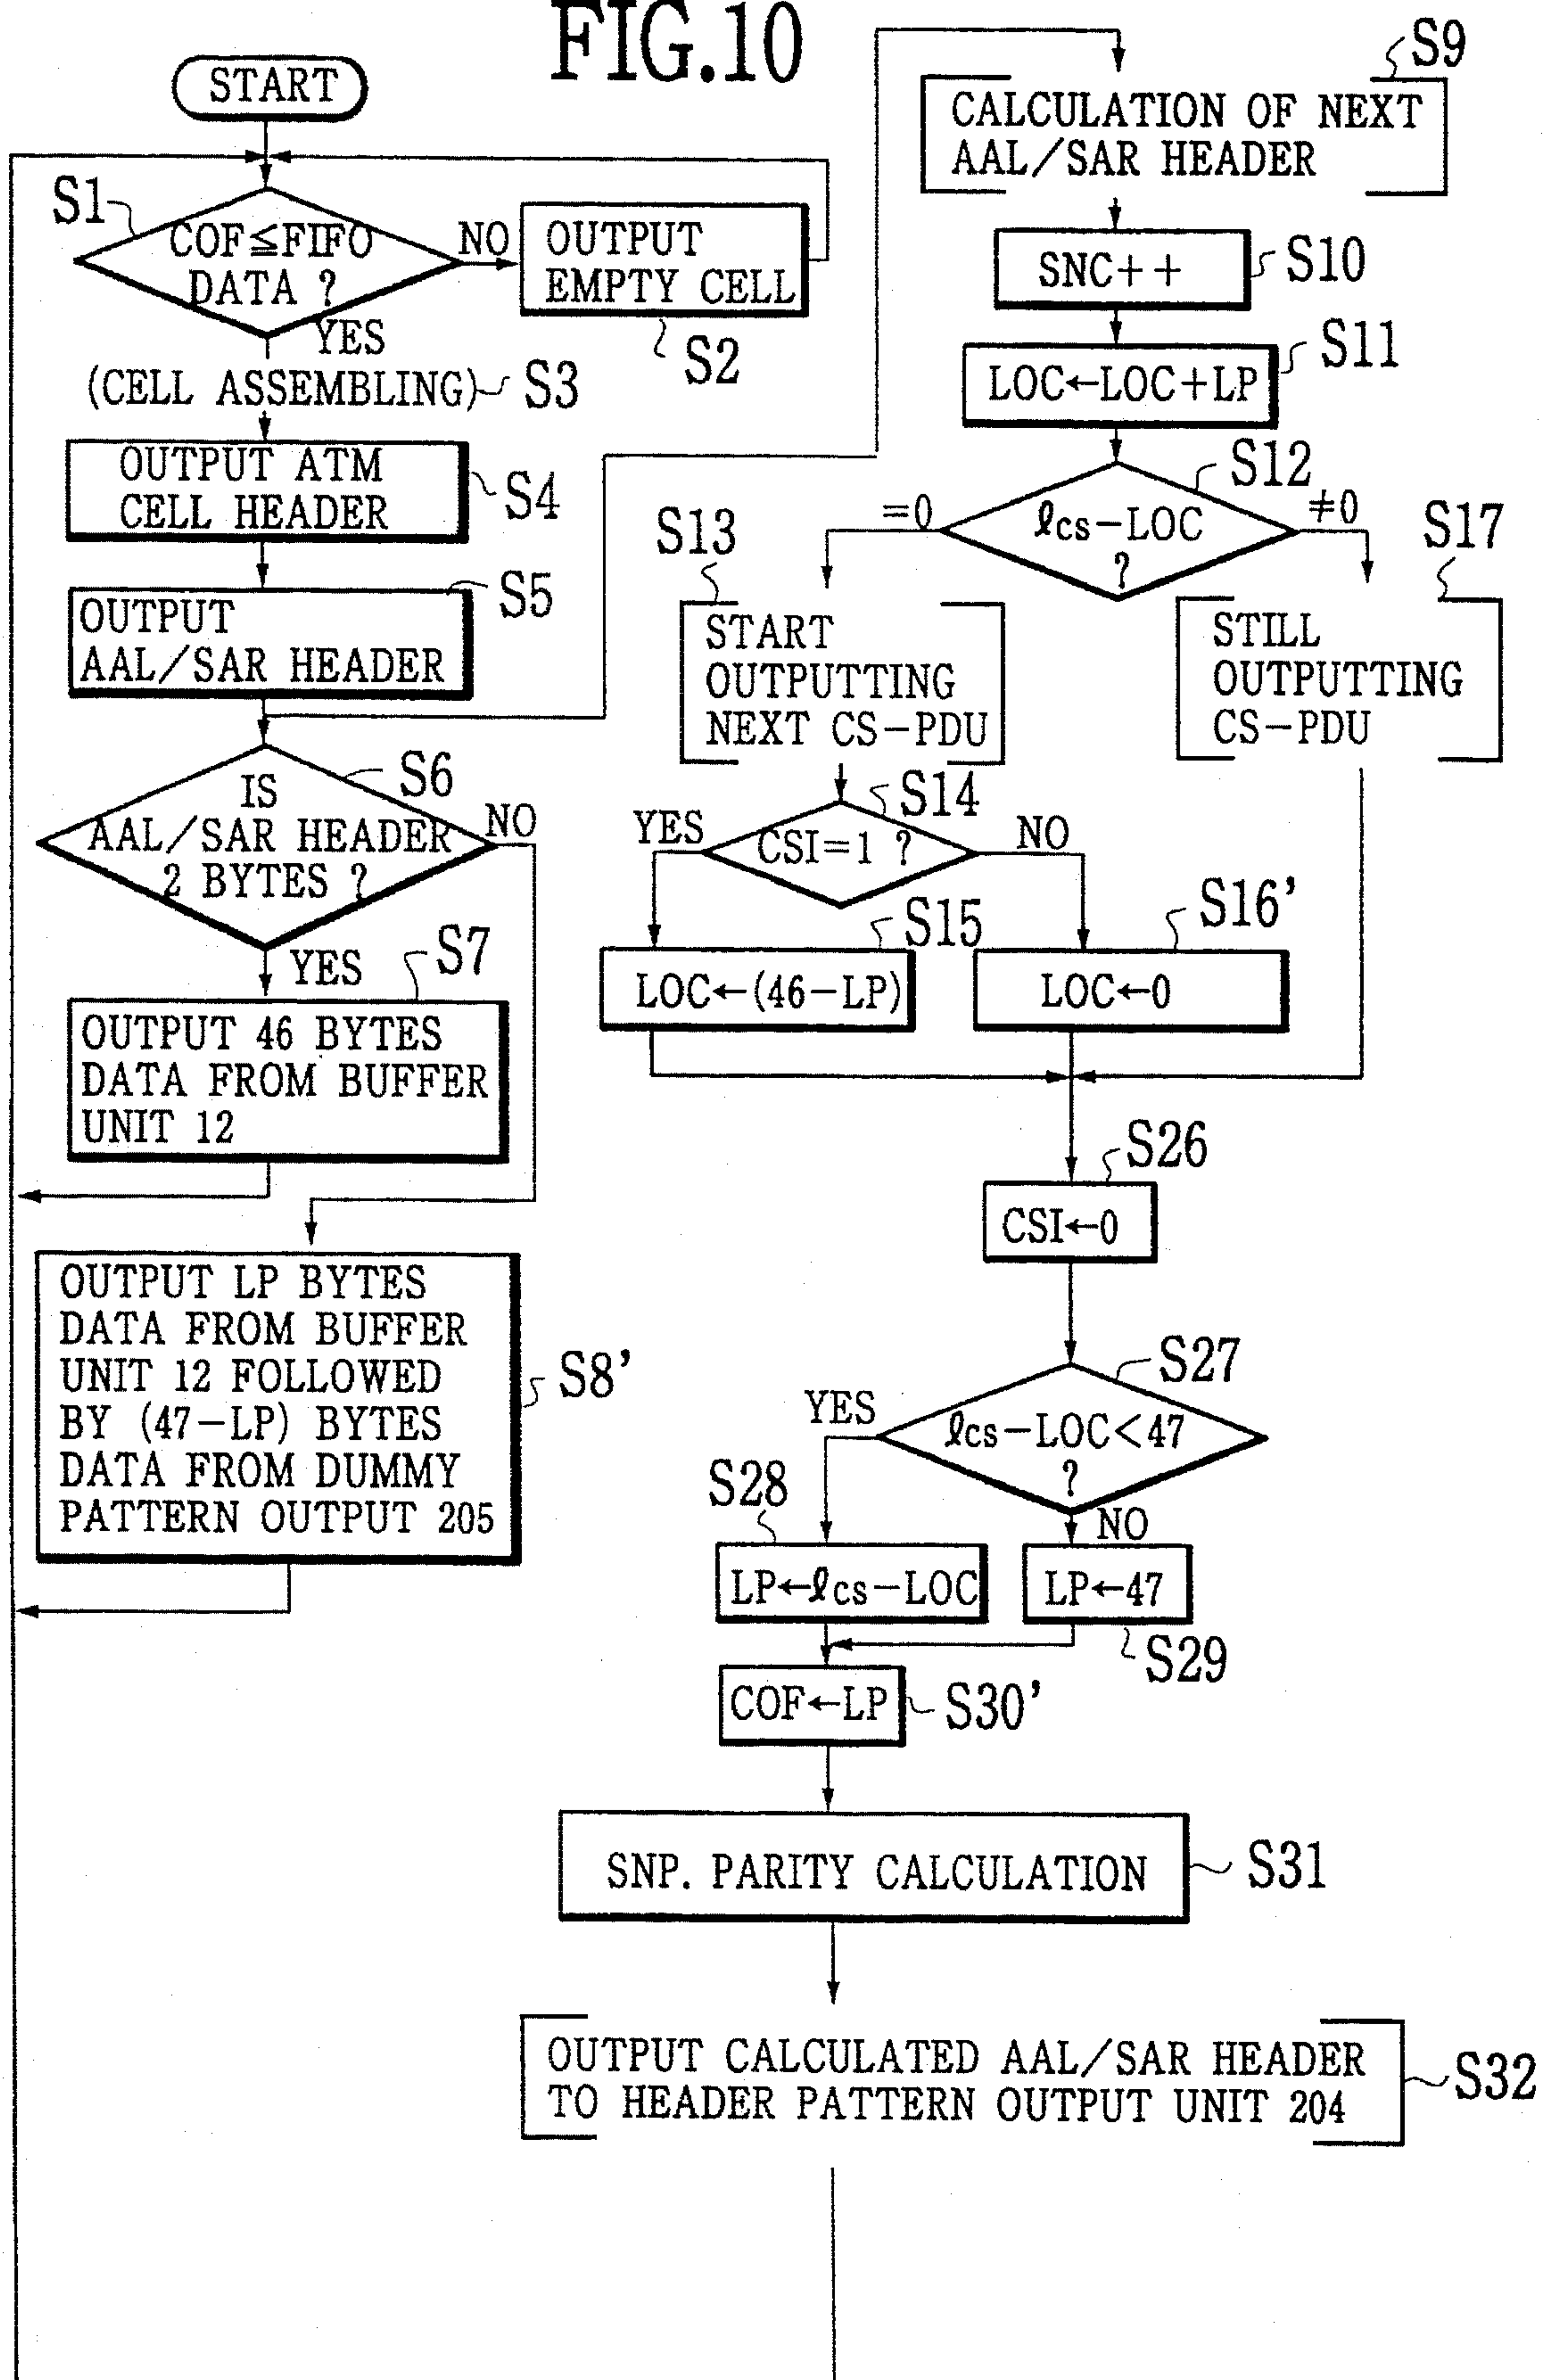 FIG.10
START
S1
COF≦FIFO
DATA ?
NO
OUTPUT
EMPTY CELL
S2
YES
(CELL ASSEMBLING)
S3
OUTPUT ATM
CELL HEADER
S4
OUTPUT
AAL/SAR HEADER
S5
IS
AAL/SAR HEADER
2 BYTES ?
S6
NO
YES
S7
OUTPUT 46 BYTES
DATA FROM BUFFER
UNIT 12
OUTPUT LP BYTES
DATA FROM BUFFER
UNIT 12 FOLLOWED
BY (47-LP) BYTES
DATA FROM DUMMY
PATTERN OUTPUT 205
S8'
S9
CALCULATION OF NEXT
AAL/SAR HEADER
SNC++
S10
LOC←LOC+LP
S11
S12
ℓcs-LOC
?
=0
≠0
S13
START
OUTPUTTING
NEXT CS-PDU
S17
STILL
OUTPUTTING
CS-PDU
S14
CSI=1 ?
YES
NO
S15
LOC←(46-LP)
S16'
LOC←0
S26
CSI←0
S27
ℓcs-LOC<47
?
YES
NO
S28
LP←ℓcs-LOC
LP←47
S29
COF←LP
S30'
SNP. PARITY CALCULATION
S31
OUTPUT CALCULATED AAL/SAR HEADER
TO HEADER PATTERN OUTPUT UNIT 204
S32